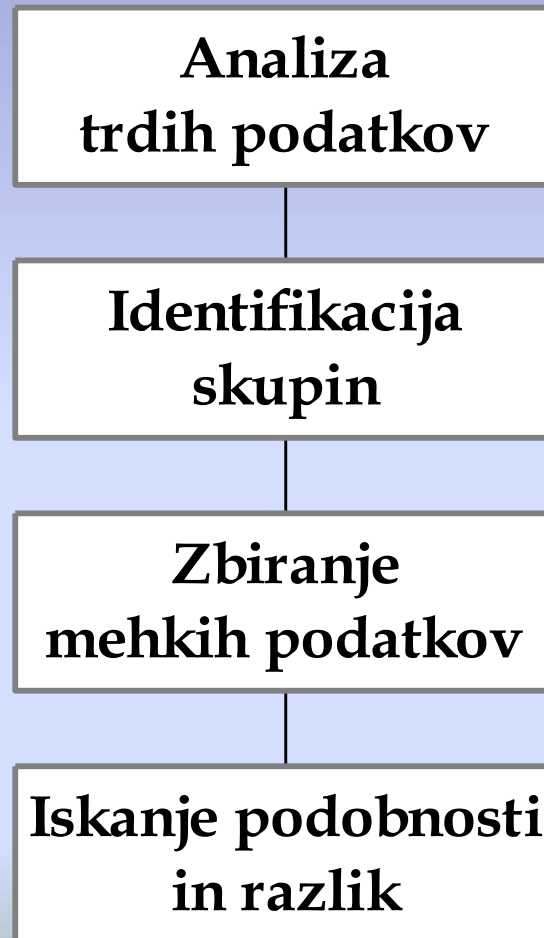 Analiza
trdih podatkov
Identifikacija
skupin
Zbiranje
mehkih podatkov
Iskanje podobnosti
in razlik